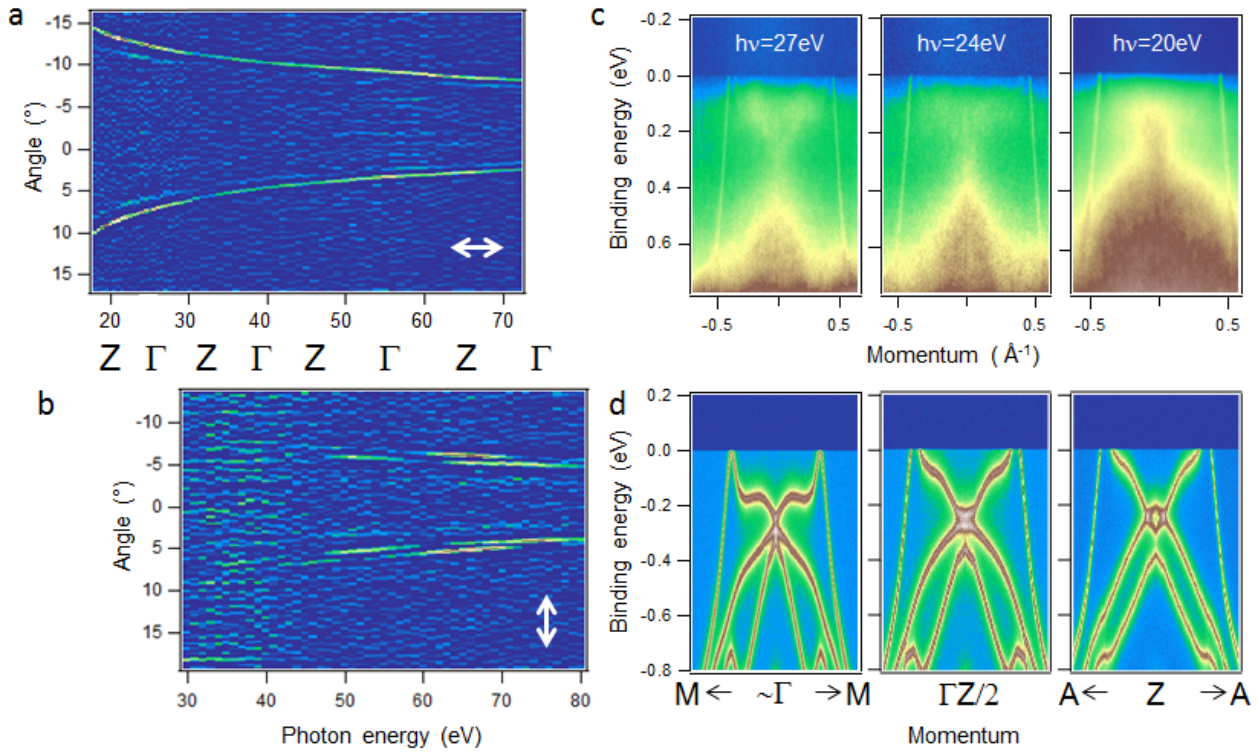 a
Angle (°)
-15
-10
-5
0
5
10
15
20 30 40 50 60 70
Z Γ Z Γ Z Γ Z Γ
b
Angle (°)
-10
-5
0
5
10
15
30 40 50 60 70 80
Photon energy (eV)
c
Binding energy (eV)
-0.2
0.0
0.2
0.4
0.6
hν=27eV hν=24eV hν=20eV
-0.5 0.5 -0.5 0.5 -0.5 0.5
Momentum ( Å-1)
d
Binding energy (eV)
0.2
0.0
-0.2
-0.4
-0.6
-0.8
M ← ~Γ → M ΓZ/2 A ← Z → A
Momentum